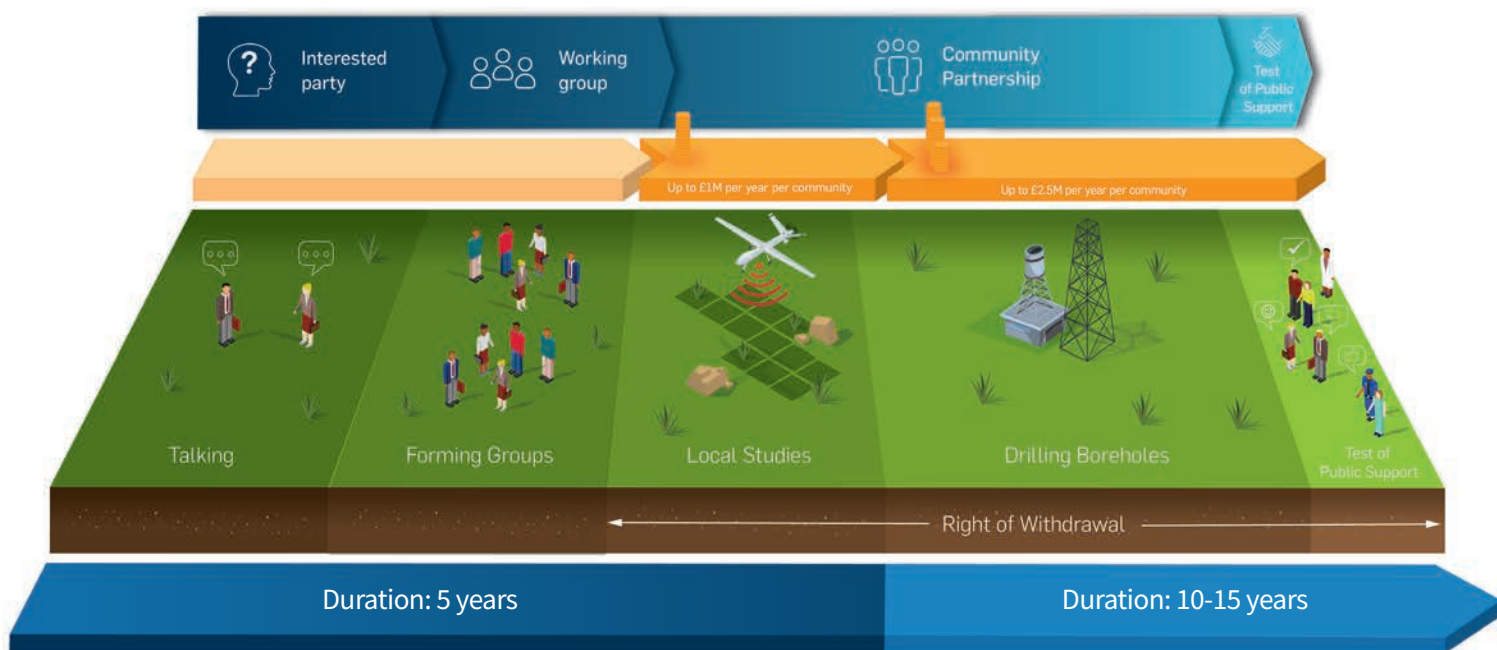 ?
Interested
party
Working
group
Community
Partnership
Test
of Public
Support
Up to £1M per year per community
Up to £2.5M per year per community
Talking
Forming Groups
Local Studies
Drilling Boreholes
Test of
Public Support
Right of Withdrawal
Duration: 5 years
Duration: 10-15 years